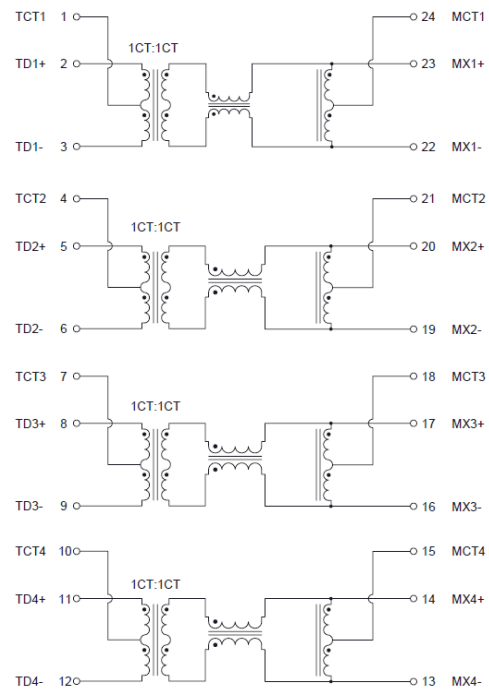 TCT1 1 24 MCT1
1CT:1CT
TD1+ 2 23 MX1+
TD1- 3 22 MX1-
TCT2 4 21 MCT2
1CT:1CT
TD2+ 5 20 MX2+
TD2- 6 19 MX2-
TCT3 7 18 MCT3
1CT:1CT
TD3+ 8 17 MX3+
TD3- 9 16 MX3-
TCT4 10 15 MCT4
1CT:1CT
TD4+ 11 14 MX4+
TD4- 12 13 MX4-